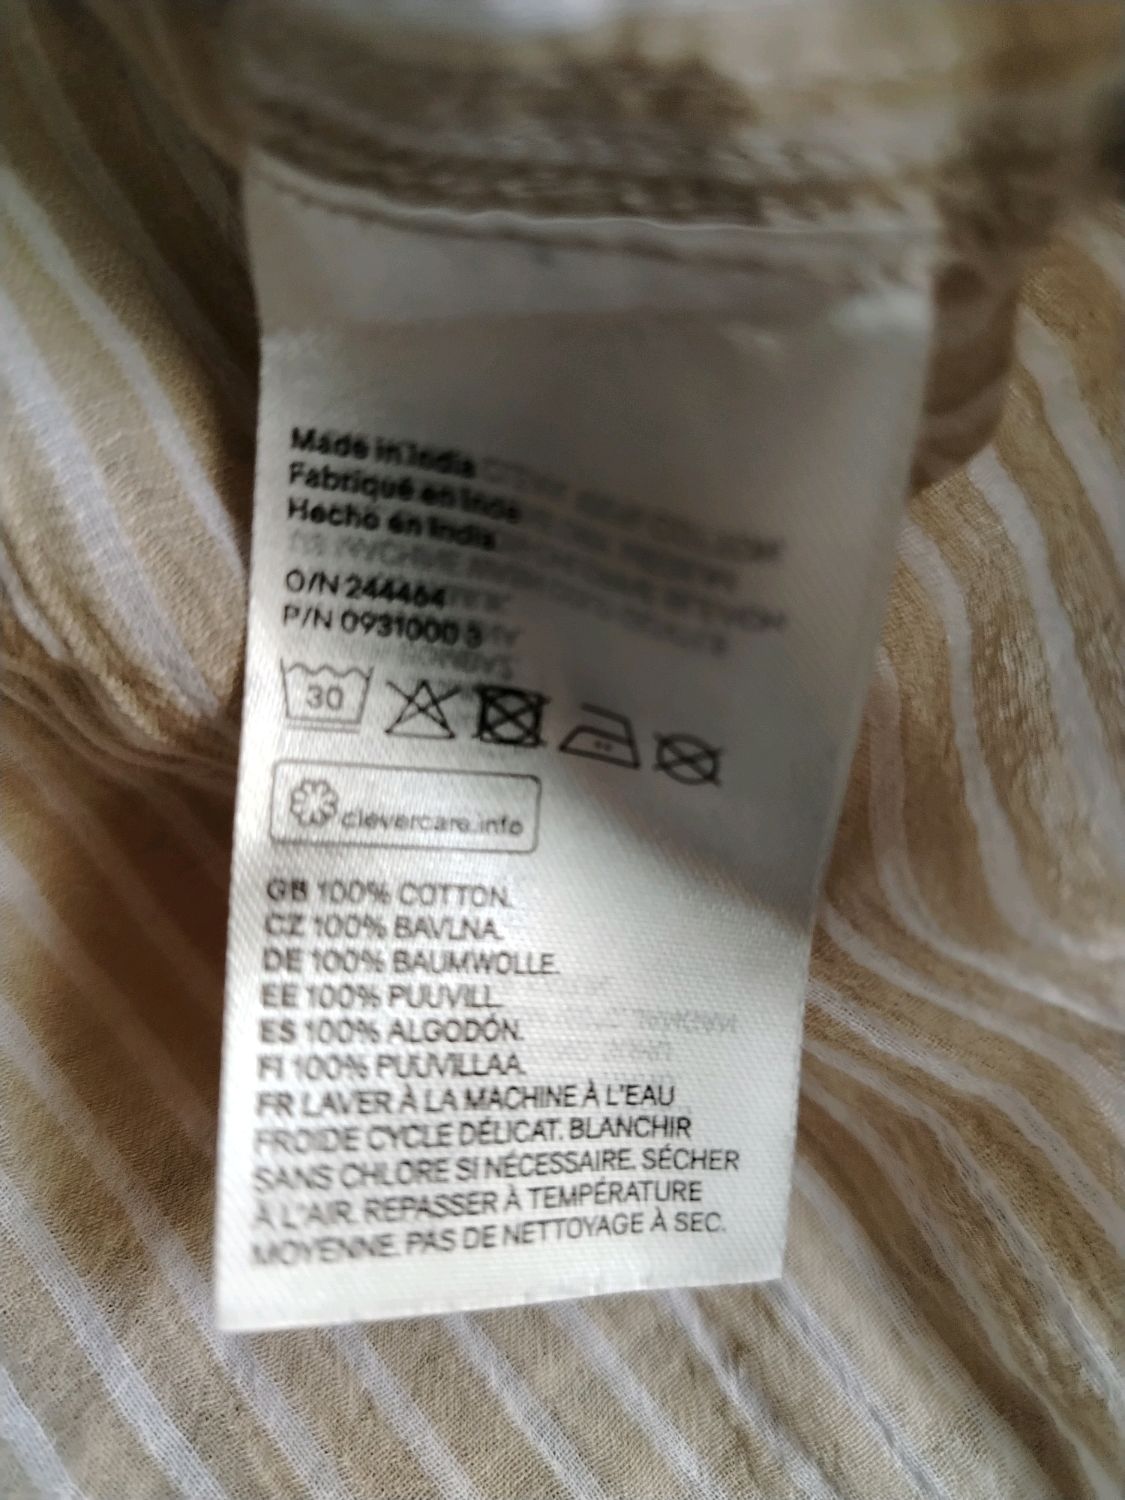 Made in India
Fabriqué en Inde
Hecho en India
O/N 244464
P/N 0931000 3
30
clevercare.info
GB 100% COTTON.
CZ 100% BAVLNA.
DE 100% BAUMWOLLE.
EE 100% PUUVILL.
ES 100% ALGODÓN.
FI 100% PUUVILLAA.
FR LAVER À LA MACHINE À L'EAU
FROIDE CYCLE DÉLICAT. BLANCHIR
SANS CHLORE SI NÉCESSAIRE. SÉCHER
À L'AIR. REPASSER À TEMPÉRATURE
MOYENNE. PAS DE NETTOYAGE À SEC.